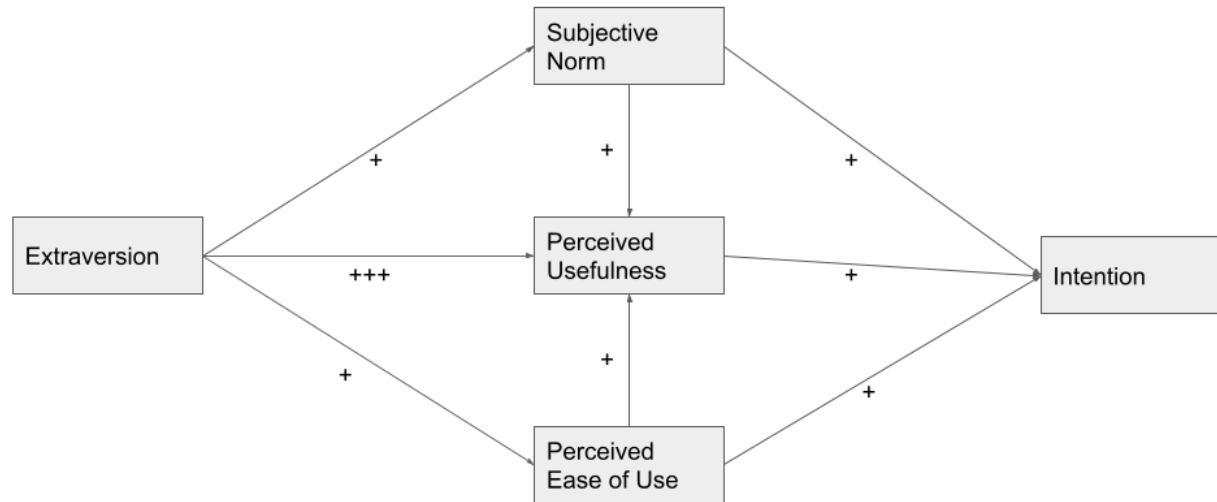 Subjective
Norm
+
+
+
Extraversion
Perceived
Usefulness
+++
+
Intention
+
+
+
Perceived
Ease of Use